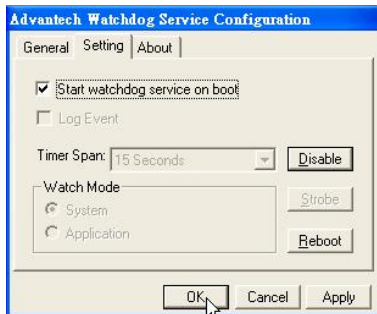 Advantech Watchdog Service Configuration
General Setting About
Start watchdog service on boot
Log Event
Timer Span: 15 Seconds Disable
Watch Mode
System
Strobe
Application
Reboot
OK Cancel Apply